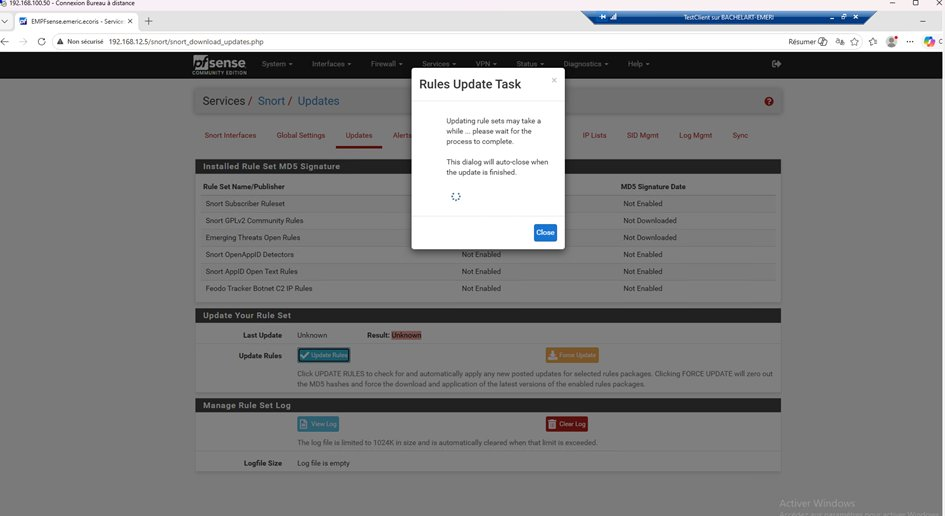 192.168.100.50 - Connexion Bureau à distance
TestClient sur BACHELART-EMERI
EMPFsense.emeric.ecoris - Services
Non sécurisé 192.168.12.5/snort/snort_download_updates.php Résumer
pfsense System Interfaces Firewall Services VPN Status Diagnostics Help
COMMUNITY EDITION
Services / Snort / Updates
Snort Interfaces Global Settings Updates Alerts IP Lists SID Mgmt Log Mgmt Sync
Rules Update Task
Updating rule sets may take a
while ... please wait for the
process to complete.
This dialog will auto-close when
the update is finished.
Close
Installed Rule Set MD5 Signature
Rule Set Name/Publisher MD5 Signature Date
Snort Subscriber Ruleset Not Enabled
Snort GPLv2 Community Rules Not Downloaded
Emerging Threats Open Rules Not Downloaded
Snort OpenAppID Detectors Not Enabled Not Enabled
Snort AppID Open Text Rules Not Enabled Not Enabled
Feodo Tracker Botnet C2 IP Rules Not Enabled Not Enabled
Update Your Rule Set
Last Update Unknown Result: Unknown
Update Rules Update Rules Force Update
Click UPDATE RULES to check for and automatically apply any new posted updates for selected rules packages. Clicking FORCE UPDATE will zero out
the MD5 hashes and force the download and application of the latest versions of the enabled rules packages.
Manage Rule Set Log
View Log Clear Log
The log file is limited to 1024K in size and is automatically cleared when that limit is exceeded.
Logfile Size Log file is empty
Activer Windows